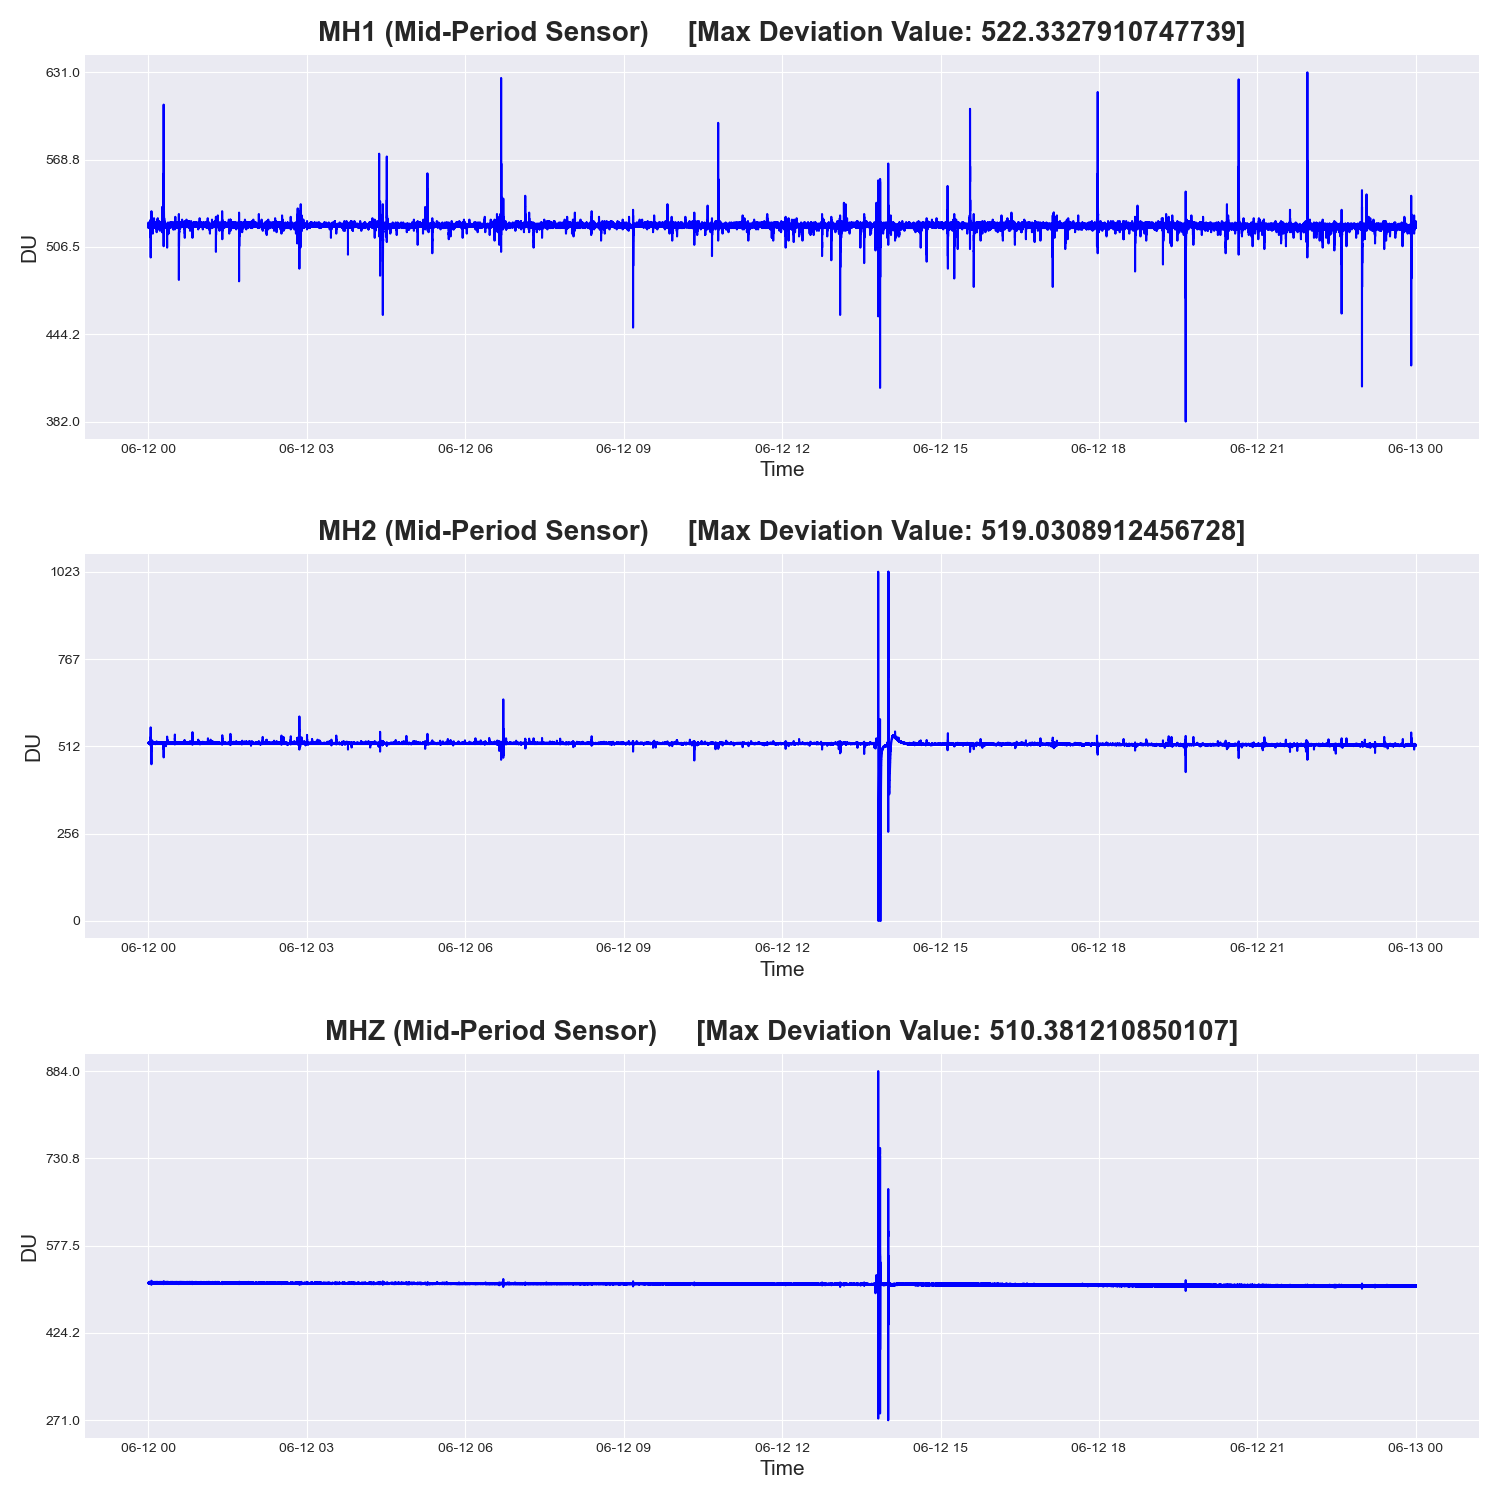 MH1 (Mid-Period Sensor) [Max Deviation Value: 522.3327910747739]
631.0
568.8
506.5
444.2
382.0
DU
06-12 00 06-12 03 06-12 06 06-12 09 06-12 12 06-12 15 06-12 18 06-12 21 06-13 00
Time
MH2 (Mid-Period Sensor) [Max Deviation Value: 519.0308912456728]
1023
767
512
256
0
DU
06-12 00 06-12 03 06-12 06 06-12 09 06-12 12 06-12 15 06-12 18 06-12 21 06-13 00
Time
MHZ (Mid-Period Sensor) [Max Deviation Value: 510.381210850107]
884.0
730.8
577.5
424.2
271.0
DU
06-12 00 06-12 03 06-12 06 06-12 09 06-12 12 06-12 15 06-12 18 06-12 21 06-13 00
Time